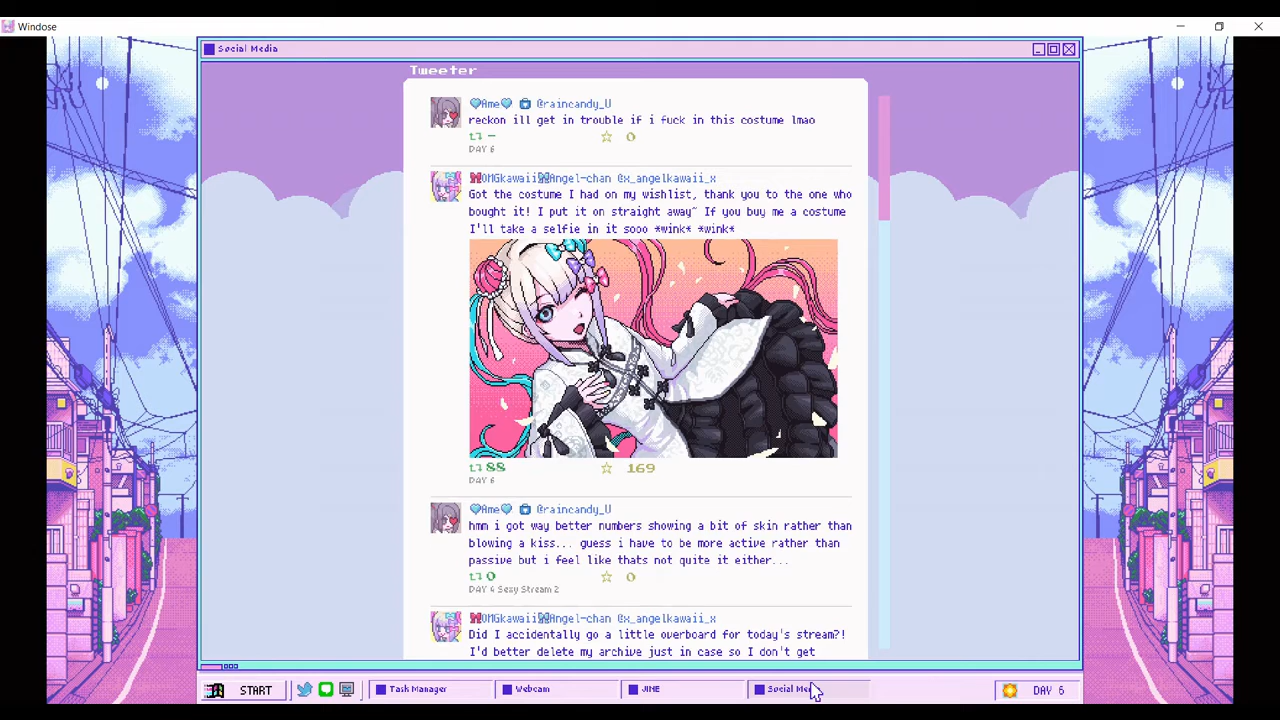 Windose
Social Media
Tweeter
Ame @raincandy_U
reckon ill get in trouble if i fuck in this costume lmao
— 0
DAY 6
OMGkawaiiAngel-chan @x_angelkawaii_x
Got the costume I had on my wishlist, thank you to the one who
bought it! I put it on straight away~ If you buy me a costume
I'll take a selfie in it sooo *wink* *wink*
88 169
DAY 6
Ame @raincandy_U
hmm i got way better numbers showing a bit of skin rather than
blowing a kiss... guess i have to be more active rather than
passive but i feel like thats not quite it either...
0 0
DAY 4 Sexy Stream 2
OMGkawaiiAngel-chan @x_angelkawaii_x
Did I accidentally go a little overboard for today's stream?!
I'd better delete my archive just in case so I don't get
START Task Manager Webcam JINE Social Me DAY 6